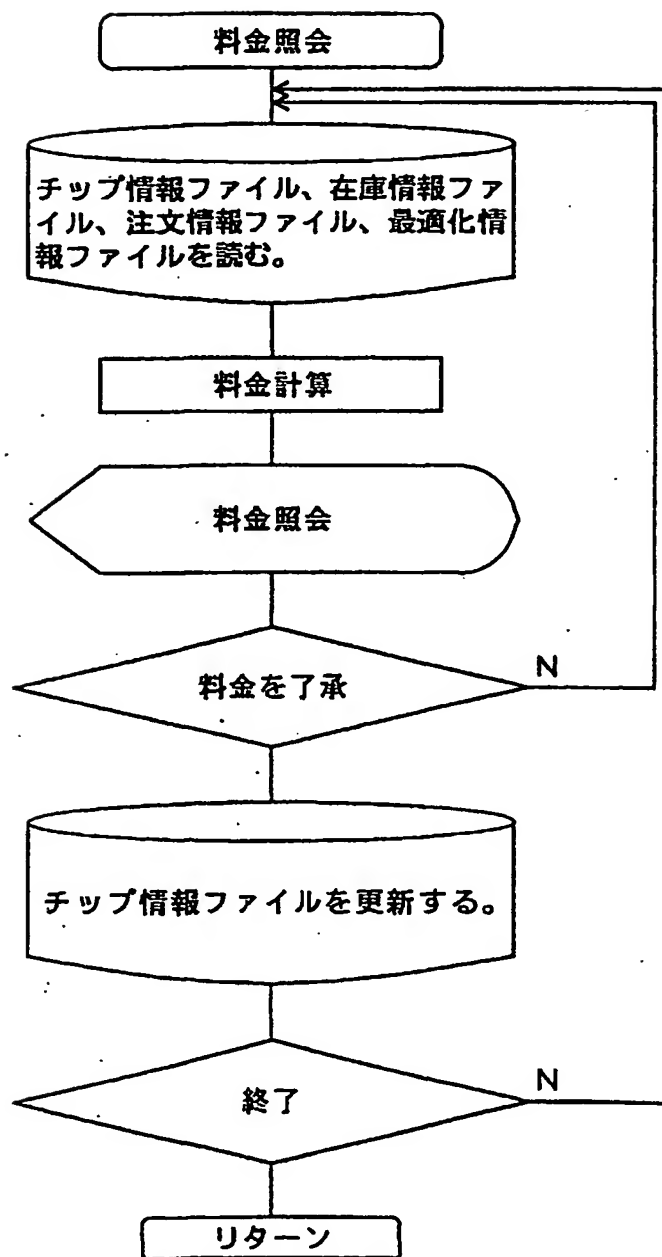 料金照会
チップ情報ファイル、在庫情報ファ
イル、注文情報ファイル、最適化情
報ファイルを読む。
料金計算
料金照会
料金を了承
N
チップ情報ファイルを更新する。
終了
N
リターン